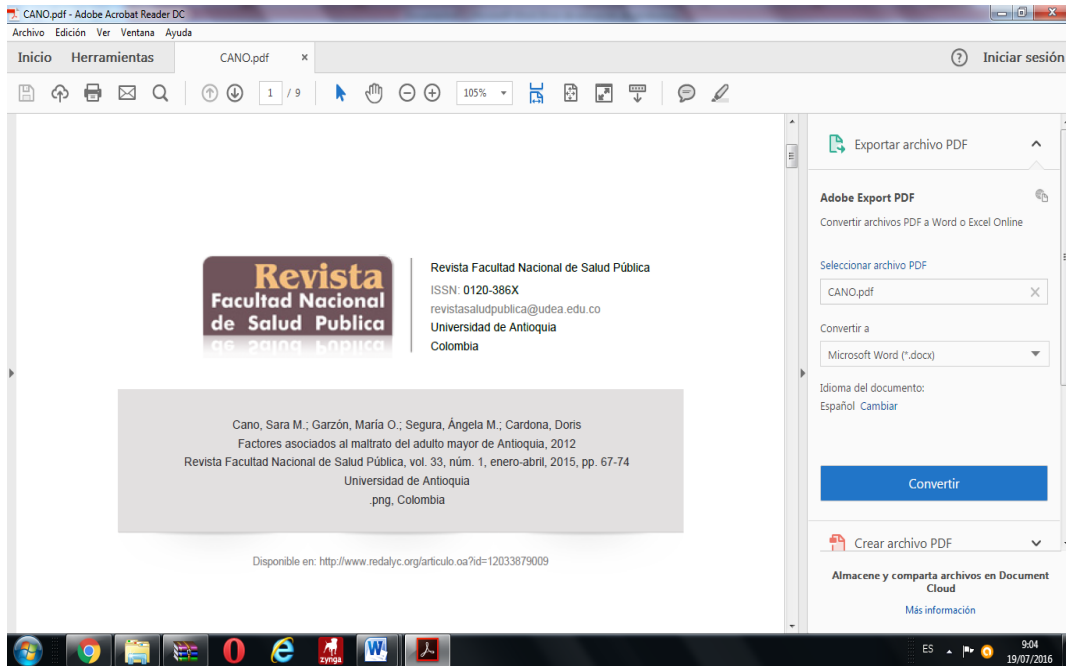 CANO.pdf - Adobe Acrobat Reader DC
Archivo Edición Ver Ventana Ayuda
Inicio Herramientas CANO.pdf × ? Iniciar sesión
1 / 9 105%
Revista
Facultad Nacional
de Salud Publica
Revista Facultad Nacional de Salud Pública
ISSN: 0120-386X
revistasaludpublica@udea.edu.co
Universidad de Antioquia
Colombia
Cano, Sara M.; Garzón, María O.; Segura, Ángela M.; Cardona, Doris
Factores asociados al maltrato del adulto mayor de Antioquia, 2012
Revista Facultad Nacional de Salud Pública, vol. 33, núm. 1, enero-abril, 2015, pp. 67-74
Universidad de Antioquia
.png, Colombia
Disponible en: http://www.redalyc.org/articulo.oa?id=12033879009
Exportar archivo PDF
Adobe Export PDF
Convertir archivos PDF a Word o Excel Online
Seleccionar archivo PDF
CANO.pdf
Convertir a
Microsoft Word (*.docx)
Idioma del documento:
Español Cambiar
Convertir
Crear archivo PDF
Almacene y comparta archivos en Document
Cloud
Más información
zynga
ES
9:04
19/07/2016